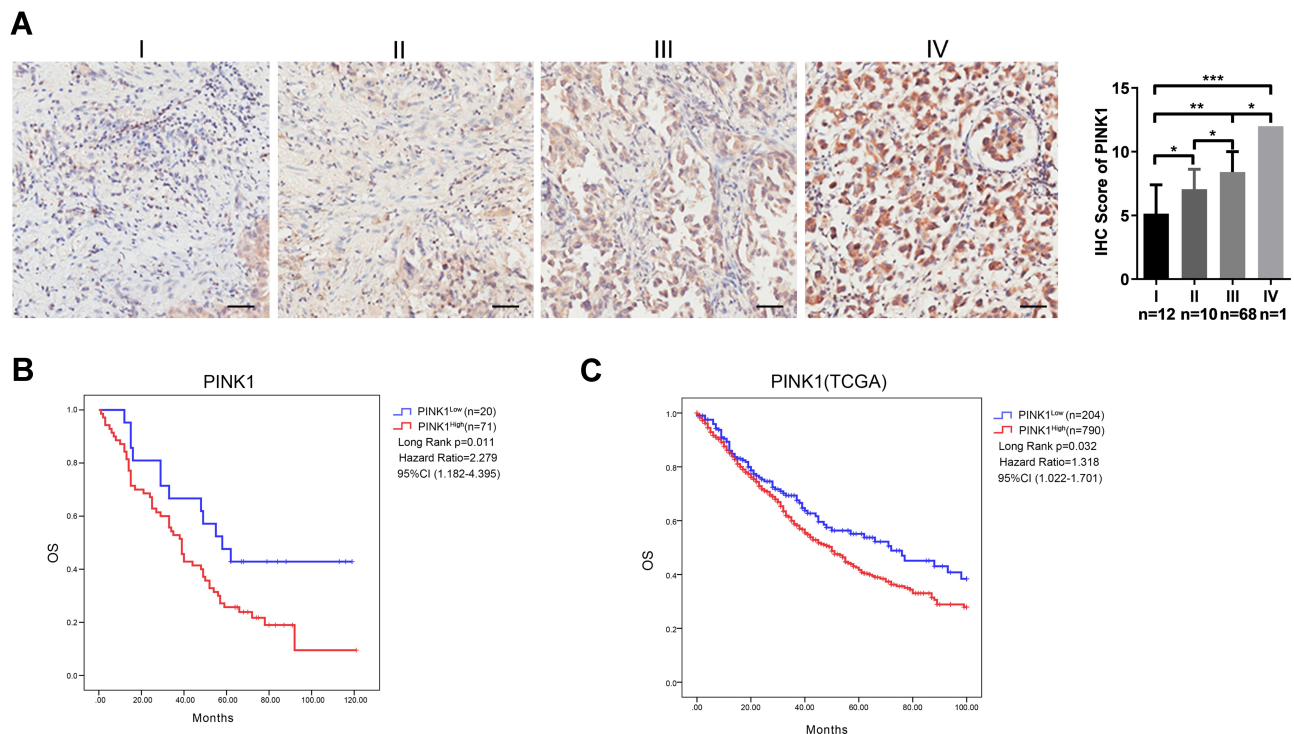 A
I
II
III
IV
IHC Score of PINK1
15
10
5
0
***
** *
*
*
I II III IV
n=12 n=10 n=68 n=1
B
PINK1
1.0
0.8
0.6
0.4
0.2
0.0
OS
.00 20.00 40.00 60.00 80.00 100.00 120.00
Months
PINK1Low (n=20)
PINK1High(n=71)
Long Rank p=0.011
Hazard Ratio=2.279
95%CI (1.182-4.395)
C
PINK1(TCGA)
1.0
0.8
0.6
0.4
0.2
0.0
OS
.00 20.00 40.00 60.00 80.00 100.00
Months
PINK1Low (n=204)
PINK1High(n=790)
Long Rank p=0.032
Hazard Ratio=1.318
95%CI (1.022-1.701)